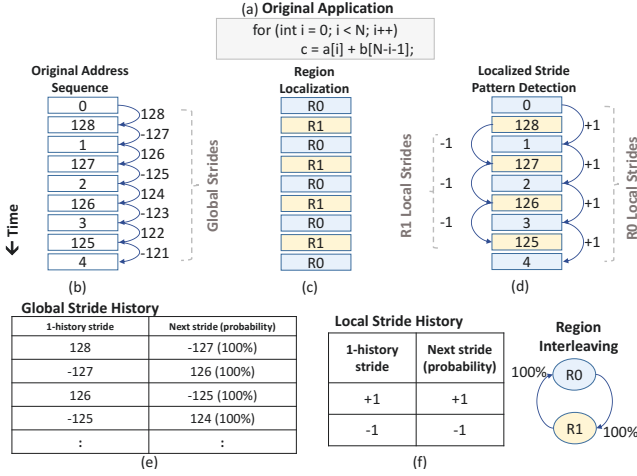 (a) Original Application
for (int i = 0; i < N; i++)
c = a[i] + b[N-i-1];
Original Address
Sequence
0
128
1
127
2
126
3
125
4
128
-127
126
-125
124
-123
122
-121
Global Strides
← Time
(b)
Region
Localization
R0
R1
R0
R1
R0
R1
R0
R1
R0
(c)
Localized Stride
Pattern Detection
0
128
1
127
2
126
3
125
4
-1
-1
-1
+1
+1
+1
+1
R1 Local Strides
R0 Local Strides
(d)
Global Stride History
1-history stride Next stride (probability)
128 -127 (100%)
-127 126 (100%)
126 -125 (100%)
-125 124 (100%)
: :
(e)
Local Stride History
1-history stride Next stride (probability)
+1 +1
-1 -1
(f)
Region
Interleaving
100%
R0
R1
100%